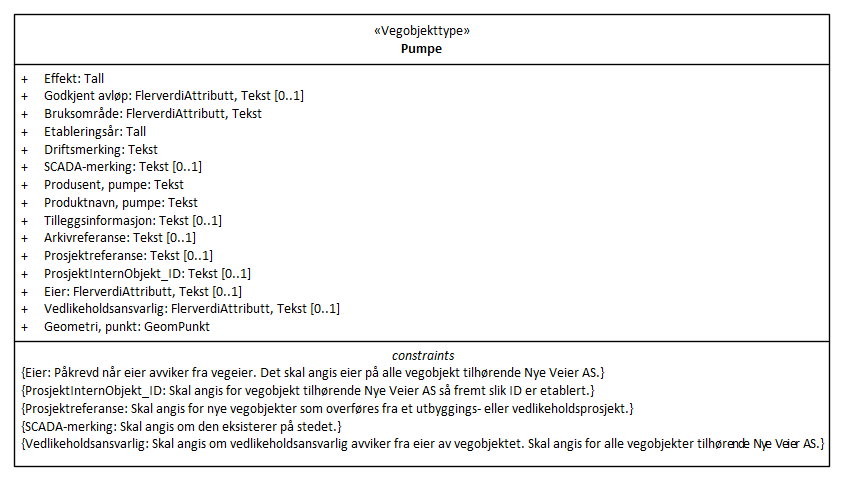 «Vegobjekttype»
Pumpe
+ Effekt: Tall
+ Godkjent avløp: FlerverdiAttributt, Tekst [0..1]
+ Bruksområde: FlerverdiAttributt, Tekst
+ Etableringsår: Tall
+ Driftsmerking: Tekst
+ SCADA-merking: Tekst [0..1]
+ Produsent, pumpe: Tekst
+ Produktnavn, pumpe: Tekst
+ Tilleggsinformasjon: Tekst [0..1]
+ Arkivreferanse: Tekst [0..1]
+ Prosjektreferanse: Tekst [0..1]
+ ProsjektInternObjekt_ID: Tekst [0..1]
+ Eier: FlerverdiAttributt, Tekst [0..1]
+ Vedlikeholdsansvarlig: FlerverdiAttributt, Tekst [0..1]
+ Geometri, punkt: GeomPunkt
constraints
{Eier: Påkrevd når eier avviker fra vegeier. Det skal angis eier på alle vegobjekt tilhørende Nye Veier AS.}
{ProsjektInternObjekt_ID: Skal angis for vegobjekt tilhørende Nye Veier AS så fremt slik ID er etablert.}
{Prosjektreferanse: Skal angis for nye vegobjekter som overføres fra et utbyggings- eller vedlikeholdsprosjekt.}
{SCADA-merking: Skal angis om den eksisterer på stedet.}
{Vedlikeholdsansvarlig: Skal angis om vedlikeholdsansvarlig avviker fra eier av vegobjektet. Skal angis for alle vegobjekter tilhørende Nye Veier AS.}